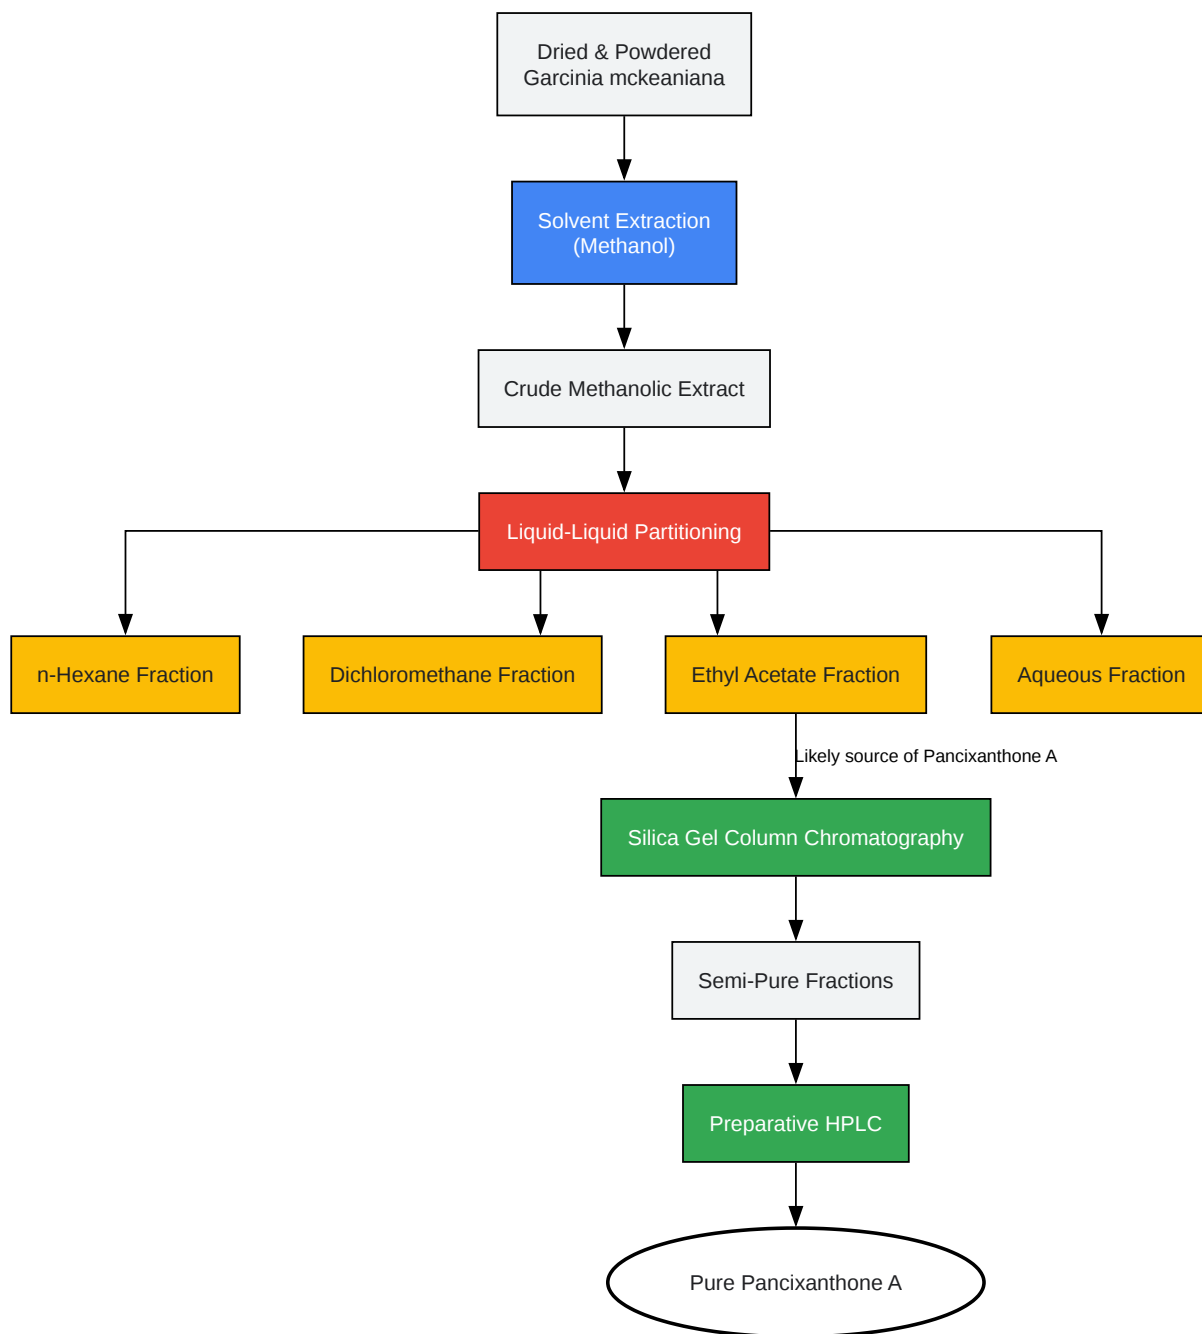 Dried & Powdered
Garcinia mckeaniana
Solvent Extraction
(Methanol)
Crude Methanolic Extract
Liquid-Liquid Partitioning
n-Hexane Fraction
Dichloromethane Fraction
Ethyl Acetate Fraction
Aqueous Fraction
Likely source of Pancixanthone A
Silica Gel Column Chromatography
Semi-Pure Fractions
Preparative HPLC
Pure Pancixanthone A